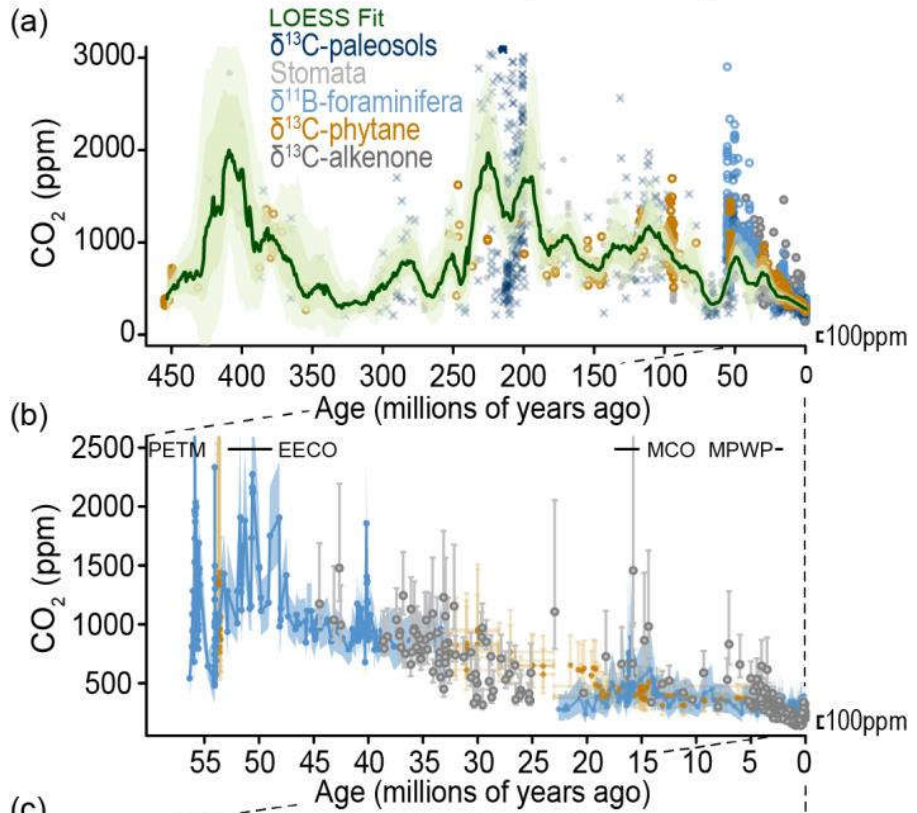 (a)
LOESS Fit
δ¹³C-paleosols
Stomata
δ¹¹B-foraminifera
δ¹³C-phytane
δ¹³C-alkenone
CO₂ (ppm)
3000
2000
1000
0
100ppm
450 400 350 300 250 200 150 100 50 0
Age (millions of years ago)
(b)
PETM EECO MCO MPWP
CO₂ (ppm)
2500
2000
1500
1000
500
100ppm
55 50 45 40 35 30 25 20 15 10 5 0
Age (millions of years ago)
(c)